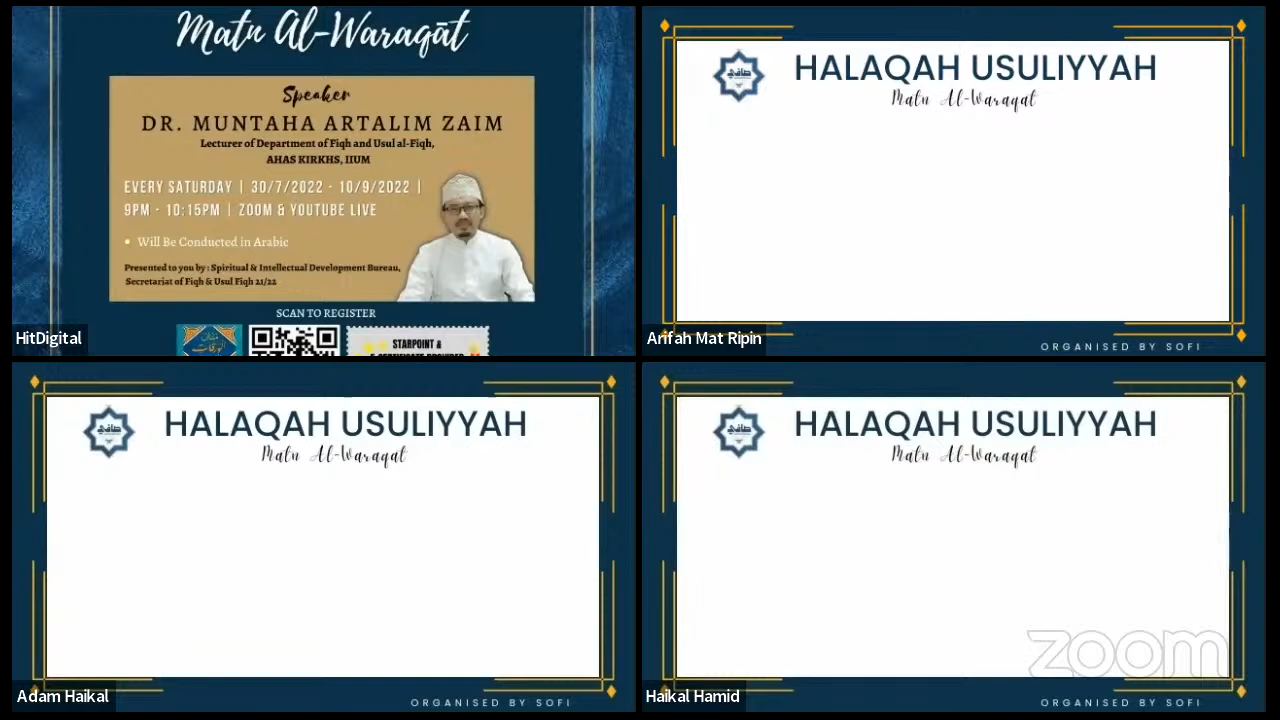 Matn Al-Waraqāt
Speaker
DR. MUNTAHA ARTALIM ZAIM
Lecturer of Department of Fiqh and Usul al-Fiqh,
AHAS KIRKHS, IIUM
EVERY SATURDAY | 30/7/2022 - 10/9/2022 |
9PM - 10:15PM | ZOOM & YOUTUBE LIVE
• Will Be Conducted in Arabic
Presented to you by : Spiritual & Intellectual Development Bureau,
Secretariat of Fiqh & Usul Fiqh 21/22
SCAN TO REGISTER
STARPOINT &
HitDigital
صافي
HALAQAH USULIYYAH
Matn Al-Waraqat
ORGANISED BY SOFI
Arifah Mat Ripin
صافي
HALAQAH USULIYYAH
Matn Al-Waraqat
ORGANISED BY SOFI
Adam Haikal
صافي
HALAQAH USULIYYAH
Matn Al-Waraqat
zoom
ORGANISED BY SOFI
Haikal Hamid